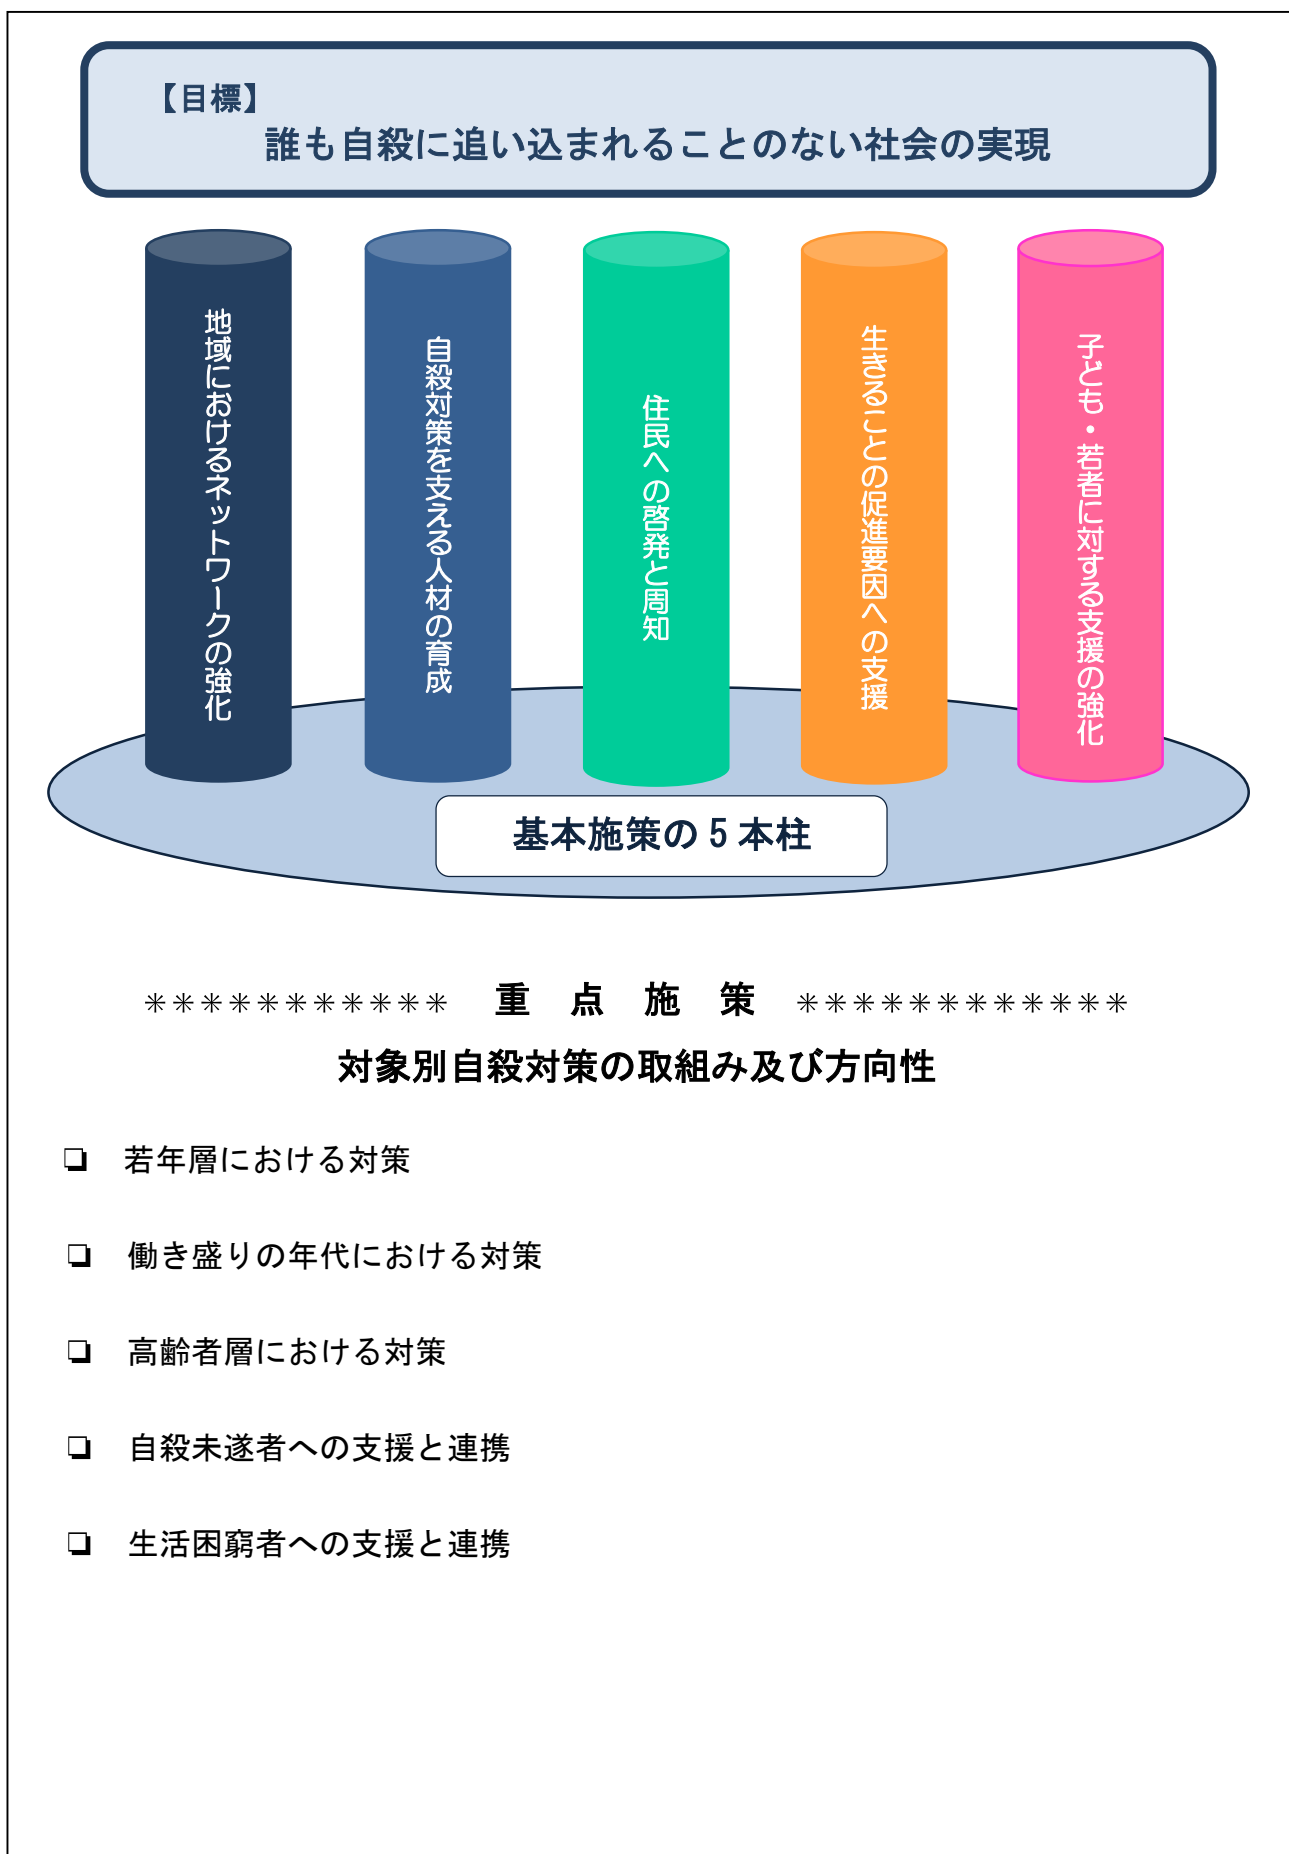 【目標】
誰も自殺に追い込まれることのない社会の実現
地域におけるネットワークの強化
自殺対策を支える人材の育成
住民への啓発と周知
生きることの促進要因への支援
子ども・若者に対する支援の強化
基本施策の5本柱
＊＊＊＊＊＊＊＊＊＊＊ 重 点 施 策 ＊＊＊＊＊＊＊＊＊＊＊＊
対象別自殺対策の取組み及び方向性
❏ 若年層における対策
❏ 働き盛りの年代における対策
❏ 高齢者層における対策
❏ 自殺未遂者への支援と連携
❏ 生活困窮者への支援と連携